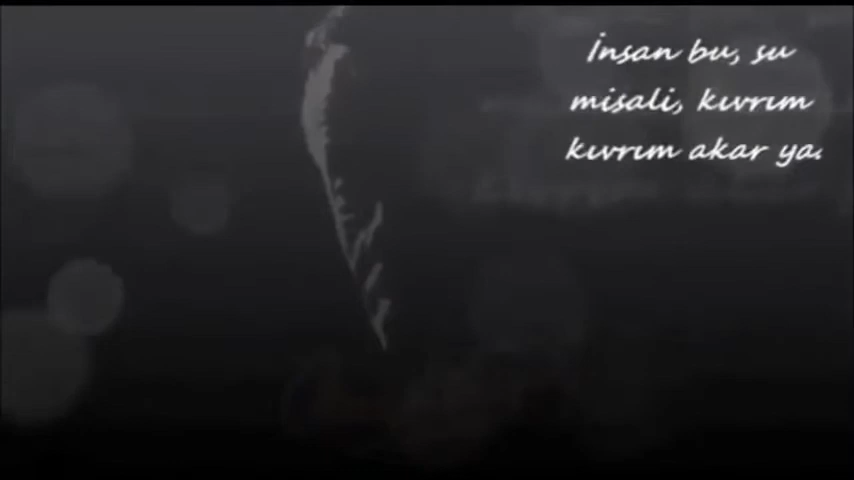 İnsan bu, su
misali, kıvrım
kıvrım akar ya.